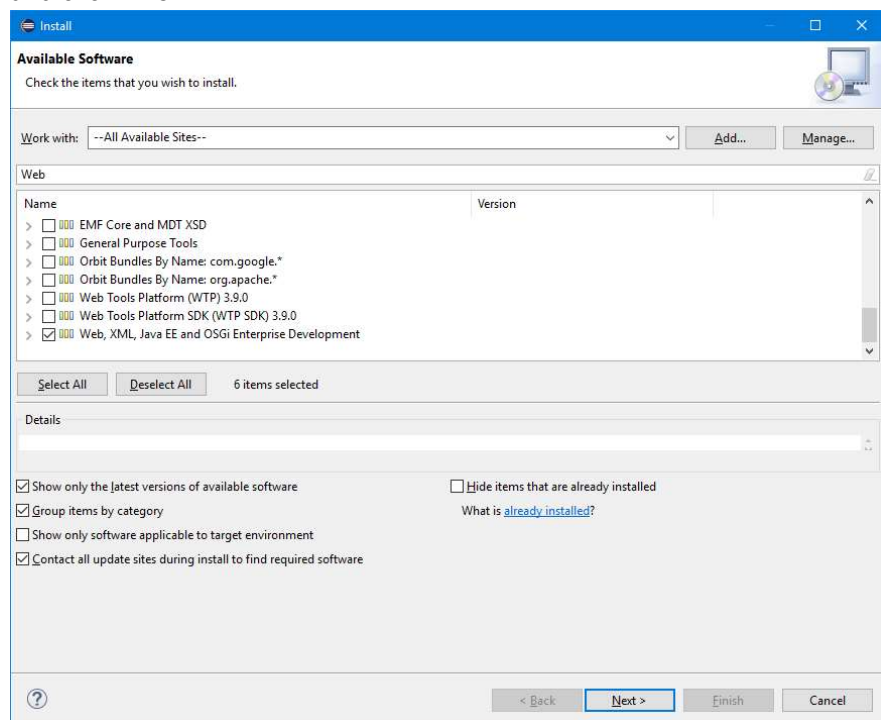 Install
Available Software
Check the items that you wish to install.
Work with: --All Available Sites-- Add... Manage...
Web
Name Version
EMF Core and MDT XSD
General Purpose Tools
Orbit Bundles By Name: com.google.*
Orbit Bundles By Name: org.apache.*
Web Tools Platform (WTP) 3.9.0
Web Tools Platform SDK (WTP SDK) 3.9.0
Web, XML, Java EE and OSGi Enterprise Development
Select All Deselect All 6 items selected
Details
Show only the latest versions of available software Hide items that are already installed
Group items by category What is already installed?
Show only software applicable to target environment
Contact all update sites during install to find required software
? < Back Next > Finish Cancel